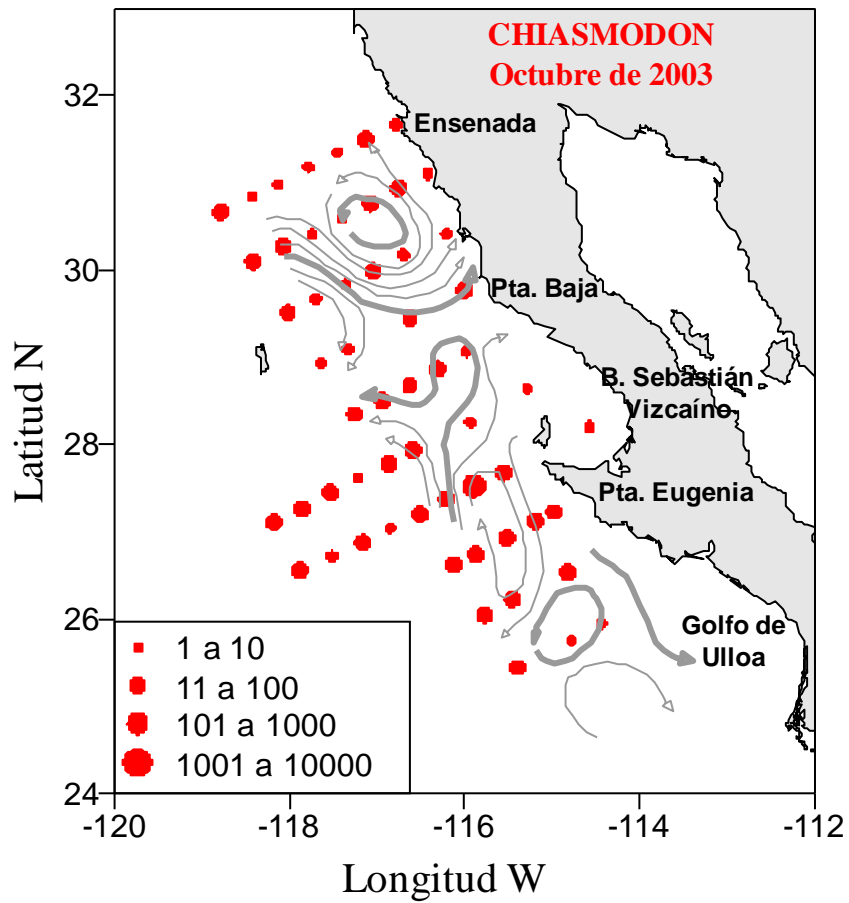 CHIASMODON
Octubre de 2003
32
Ensenada
30
Pta. Baja
Latitud N
B. Sebastián
Vizcaíno
28
Pta. Eugenia
26
Golfo de
Ulloa
1 a 10
11 a 100
101 a 1000
1001 a 10000
24
-120
-118
-116
-114
-112
Longitud W